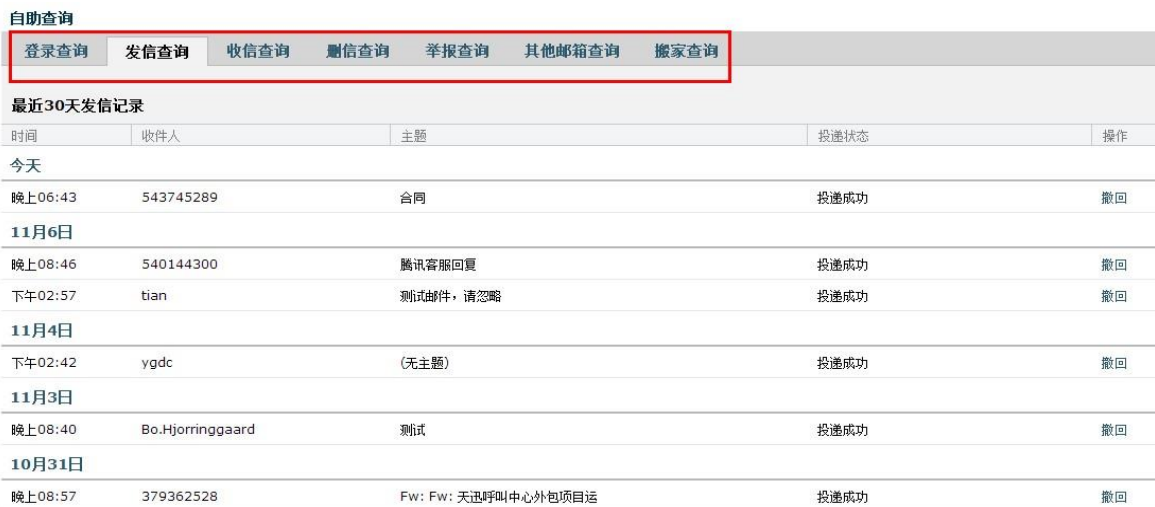 自助查询
登录查询 发信查询 收信查询 删信查询 举报查询 其他邮箱查询 搬家查询
最近30天发信记录
时间 收件人 主题 投递状态 操作
今天
晚上06:43 543745289 合同 投递成功 撤回
11月6日
晚上08:46 540144300 腾讯客服回复 投递成功 撤回
下午02:57 tian 测试邮件，请忽略 投递成功 撤回
11月4日
下午02:42 ygdc (无主题) 投递成功 撤回
11月3日
晚上08:40 Bo.Hjorringgaard 测试 投递成功 撤回
10月31日
晚上08:57 379362528 Fw: Fw: 天迅呼叫中心外包项目运 投递成功 撤回